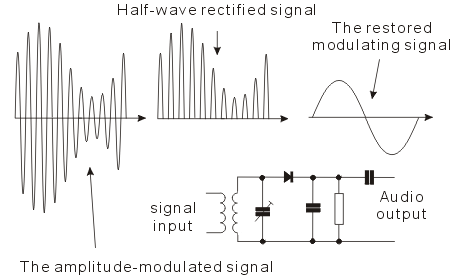 Half-wave rectified signal
The restored
modulating signal
signal
input
Audio
output
The amplitude-modulated signal